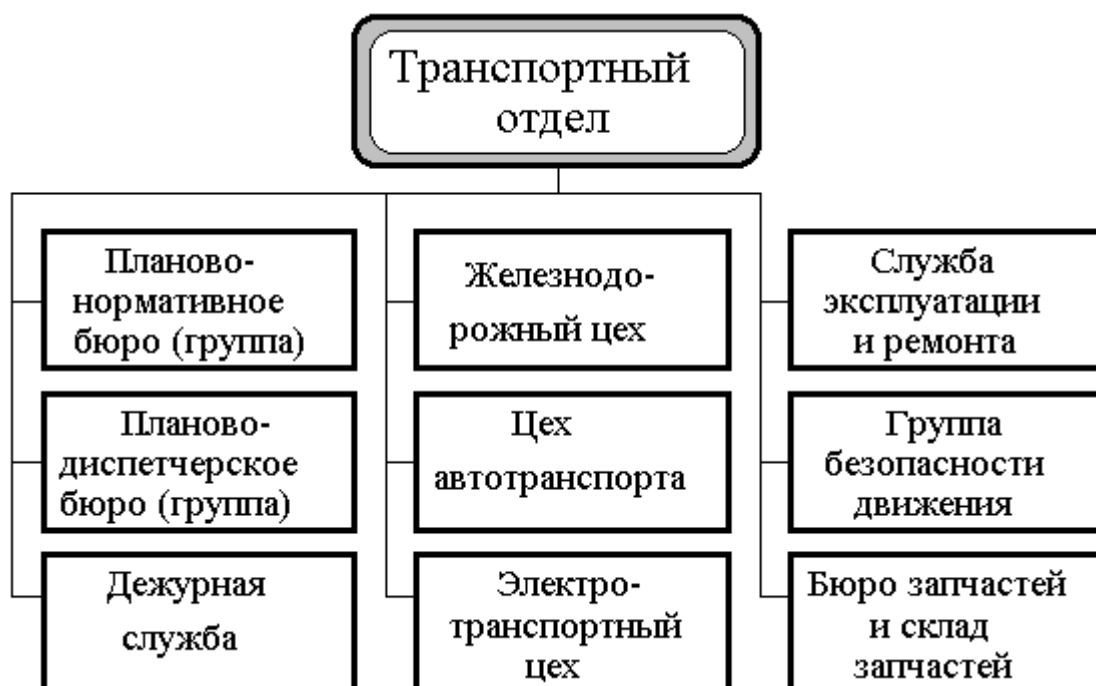 Транспортный
отдел
Планово-
нормативное
бюро (группа)
Планово-
диспетчерское
бюро (группа)
Дежурная
служба
Железнодо-
рожный цех
Цех
автотранспорта
Электро-
транспортный
цех
Служба
эксплуатации
и ремонта
Группа
безопасности
движения
Бюро запчастей
и склад
запчастей